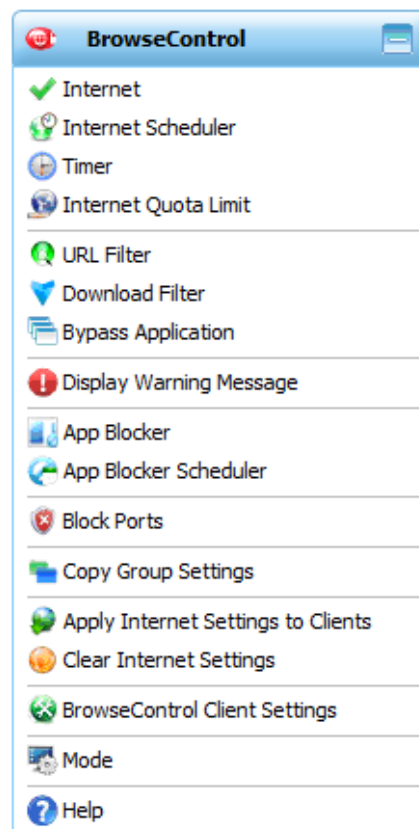 BrowseControl
Internet
Internet Scheduler
Timer
Internet Quota Limit
URL Filter
Download Filter
Bypass Application
Display Warning Message
App Blocker
App Blocker Scheduler
Block Ports
Copy Group Settings
Apply Internet Settings to Clients
Clear Internet Settings
BrowseControl Client Settings
Mode
Help